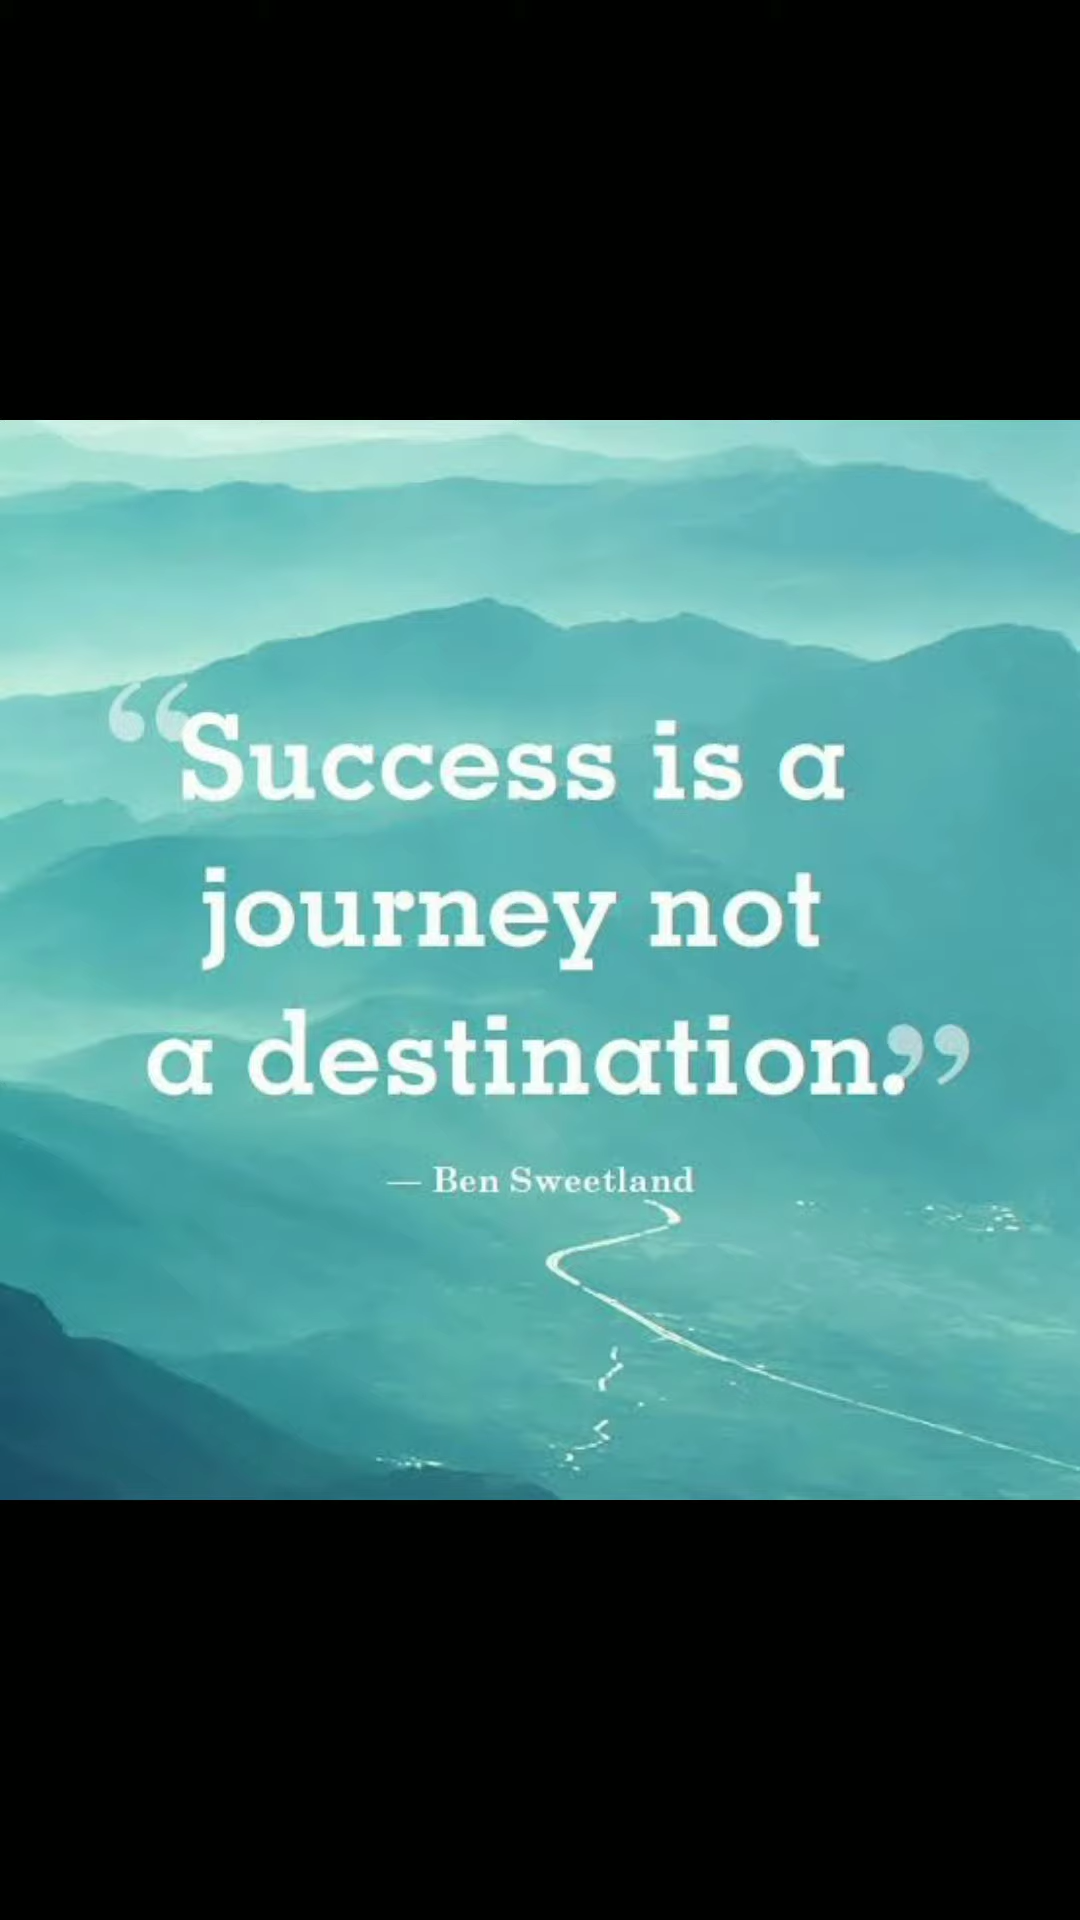 “Success is a
journey not
a destination.”
— Ben Sweetland